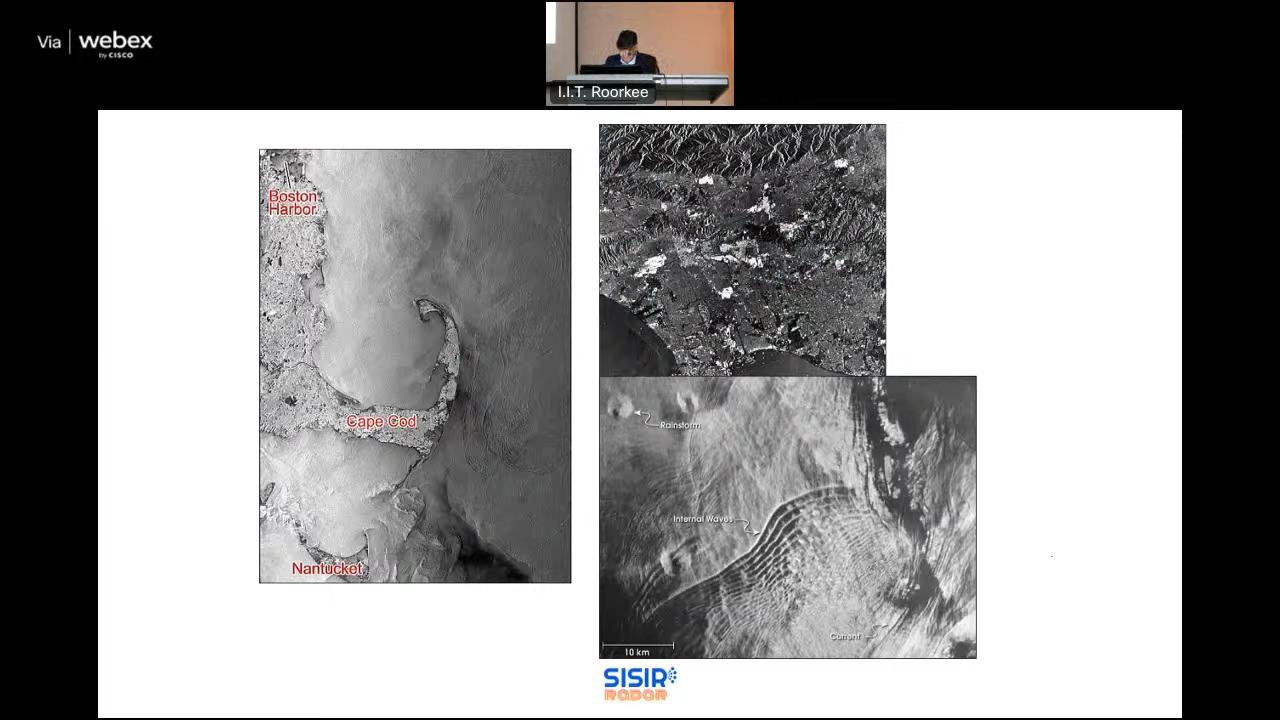 Via | webex
by CISCO
I.I.T. Roorkee
Boston
Harbor
Cape Cod
Nantucket
Rainstorm
Internal Waves
Current
10 km
SISIR
RADAR